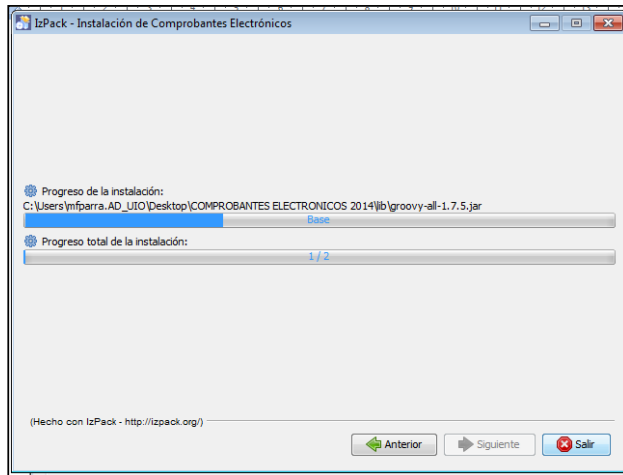 IzPack - Instalación de Comprobantes Electrónicos
Progreso de la instalación:
C:\Users\mfparra.AD_UIO\Desktop\COMPROBANTES ELECTRONICOS 2014\lib\groovy-all-1.7.5.jar
Base
Progreso total de la instalación:
1 / 2
(Hecho con IzPack - http://izpack.org/)
Anterior Siguiente Salir